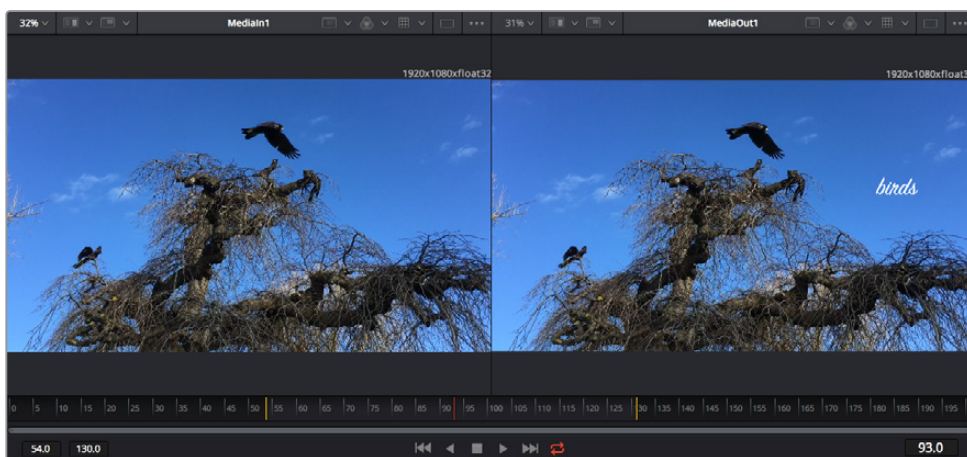 32% MediaIn1 31% MediaOut1
1920x1080xfloat32 1920x1080xfloat3
birds
0 5 10 15 20 25 30 35 40 45 50 55 60 65 70 75 80 85 90 95 100 105 110 115 120 125 130 135 140 145 150 155 160 165 170 175 180 185 190 195
54.0 130.0 93.0